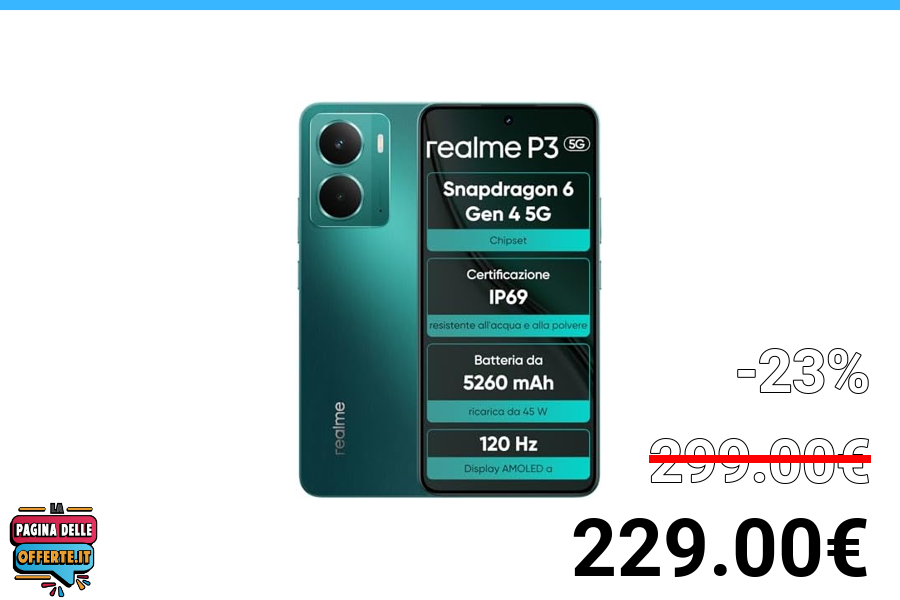 realme P3 5G
Snapdragon 6
Gen 4 5G
Chipset
Certificazione
IP69
resistente all'acqua e alla polvere
Batteria da
5260 mAh
ricarica da 45 W
120 Hz
Display AMOLED a
realme
-23%
299.00€
229.00€
LA
PAGINA DELLE
OFFERTE.IT